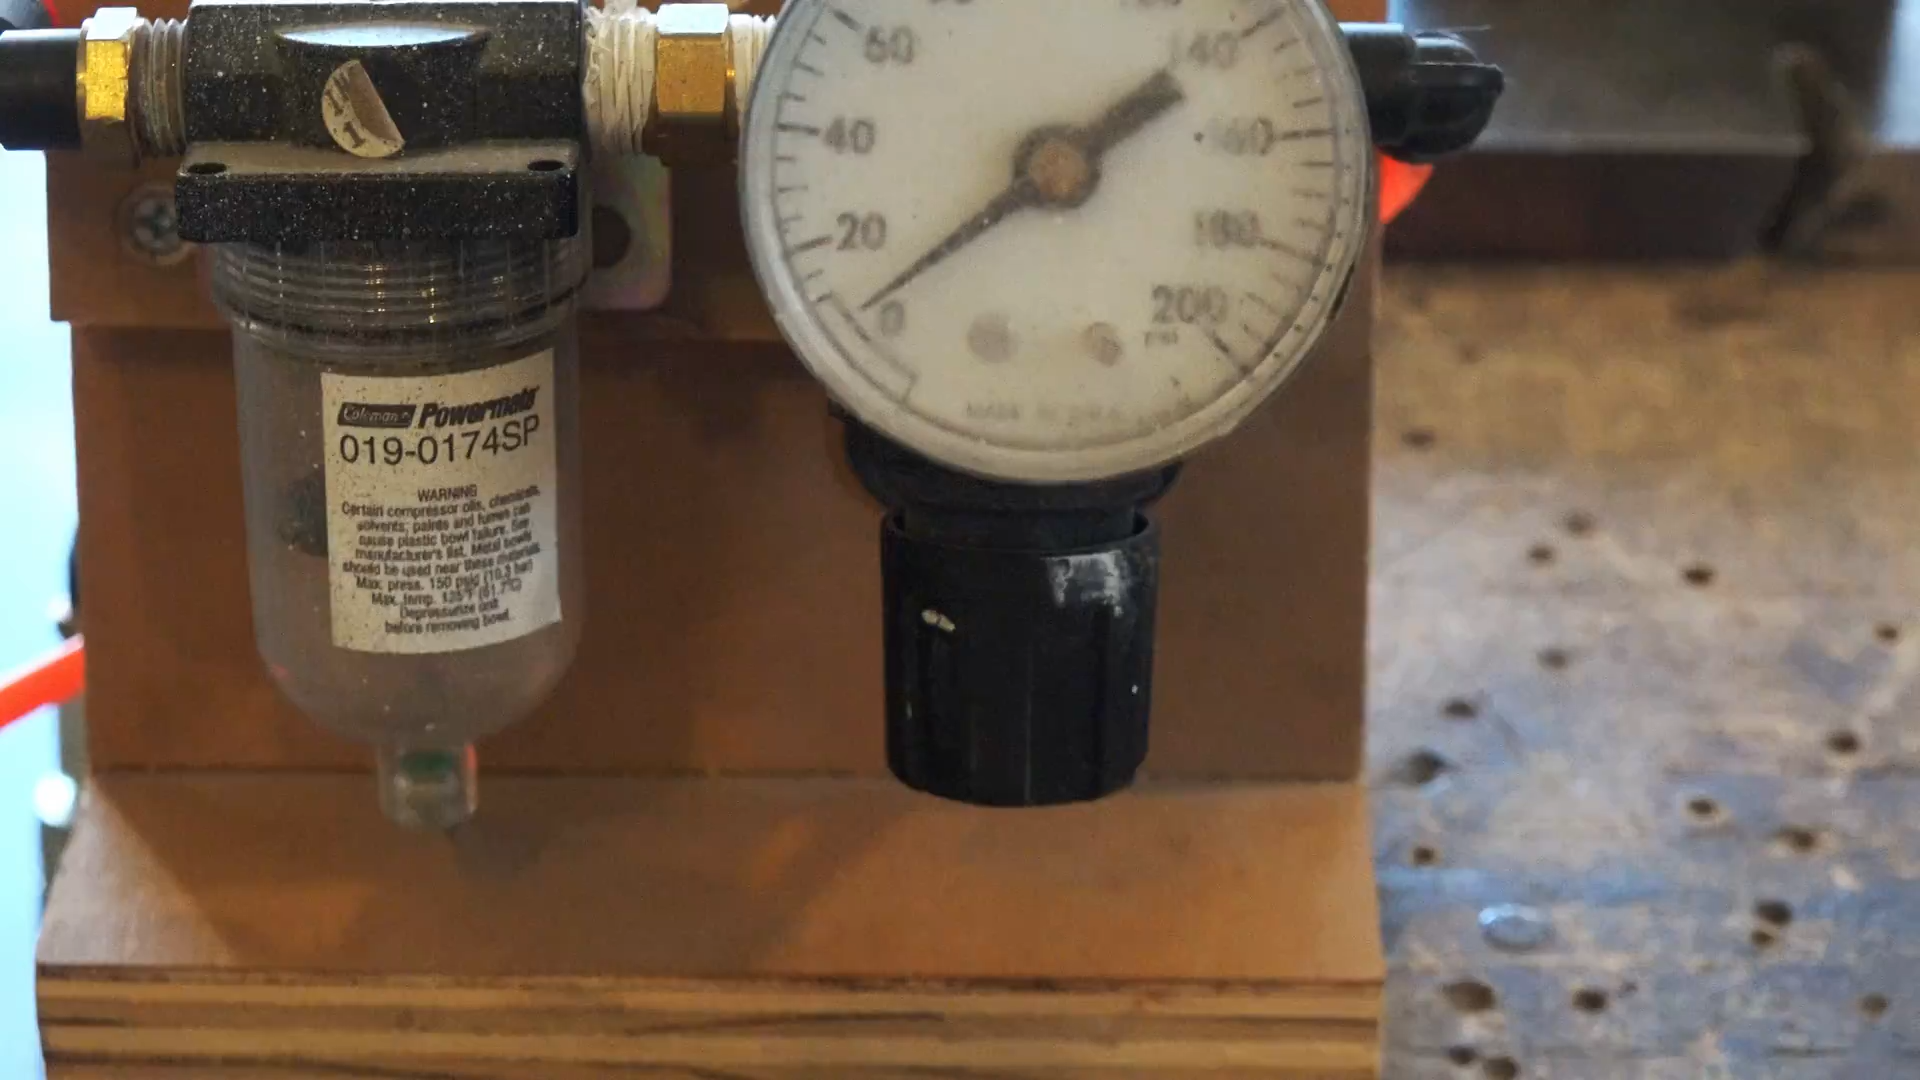 60
140
40
160
20
180
0
200
PSI
Coleman Powermate
019-0174SP
WARNING
Certain compressor oils, chemicals,
solvents, paints and fumes can
cause plastic bowl failure. See
manufacturer's list. Metal bowls
should be used near these materials
Max. press. 150 psig (10.3 bar)
Max. temp. 125°F (51.7°C)
Depressurize unit
before removing bowl.